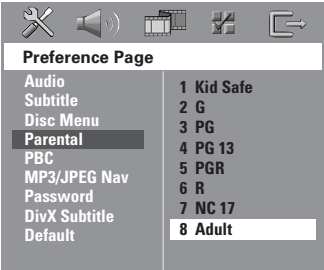 Preference Page
Audio
Subtitle
Disc Menu
Parental
PBC
MP3/JPEG Nav
Password
DivX Subtitle
Default
1 Kid Safe
2 G
3 PG
4 PG 13
5 PGR
6 R
7 NC 17
8 Adult